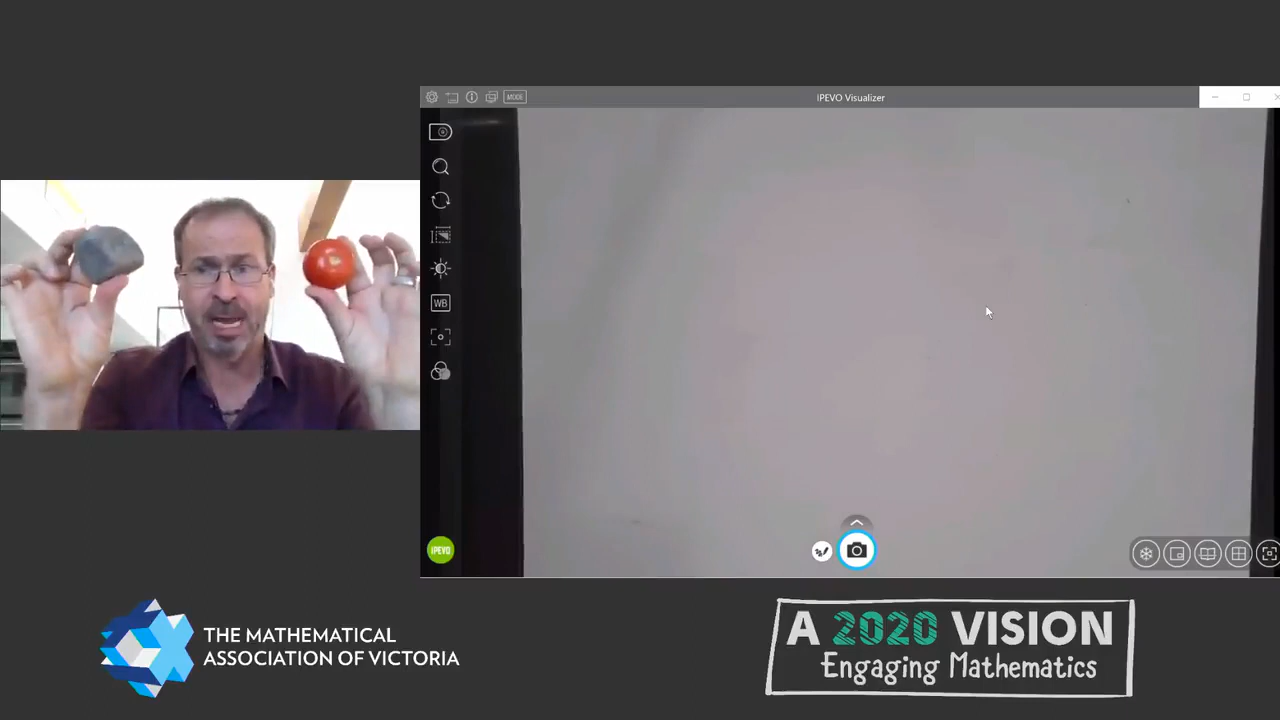 IPEVO Visualizer
MODE
WB
iPEVO
THE MATHEMATICAL
ASSOCIATION OF VICTORIA
A 2020 VISION
Engaging Mathematics